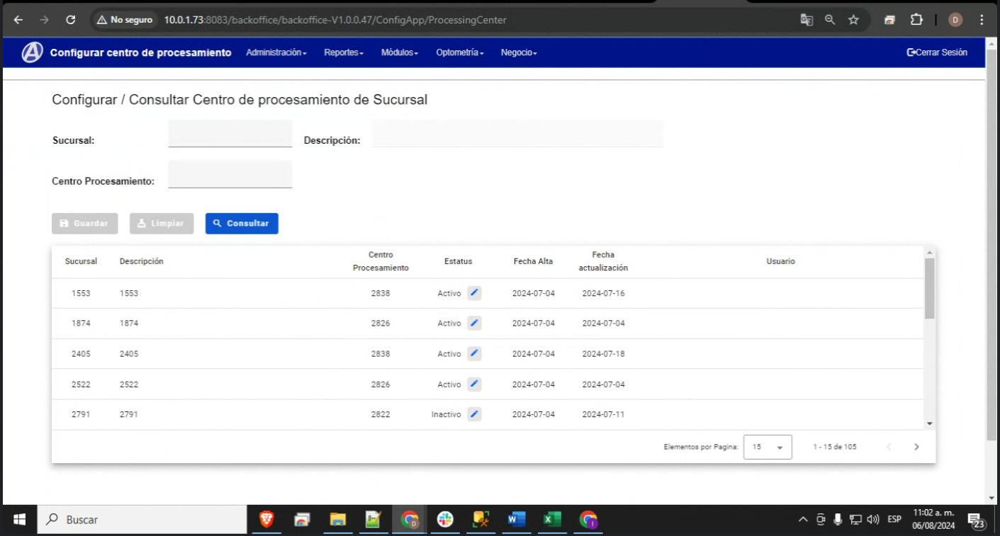 No seguro 10.0.1.73:8083/backoffice/backoffice-V1.0.0.47/ConfigApp/ProcessingCenter D
A Configurar centro de procesamiento Administración Reportes Módulos Optometría Negocio Cerrar Sesión
Configurar / Consultar Centro de procesamiento de Sucursal
Sucursal: Descripción:
Centro Procesamiento:
Guardar Limpiar Consultar
Sucursal Descripción Centro Procesamiento Estatus Fecha Alta Fecha actualización Usuario
1553 1553 2838 Activo 2024-07-04 2024-07-16
1874 1874 2826 Activo 2024-07-04 2024-07-04
2405 2405 2838 Activo 2024-07-04 2024-07-18
2522 2522 2826 Activo 2024-07-04 2024-07-04
2791 2791 2822 Inactivo 2024-07-04 2024-07-11
Elementos por Pagina: 15 1 - 15 de 105
Buscar ESP 11:02 a. m.
06/08/2024 23